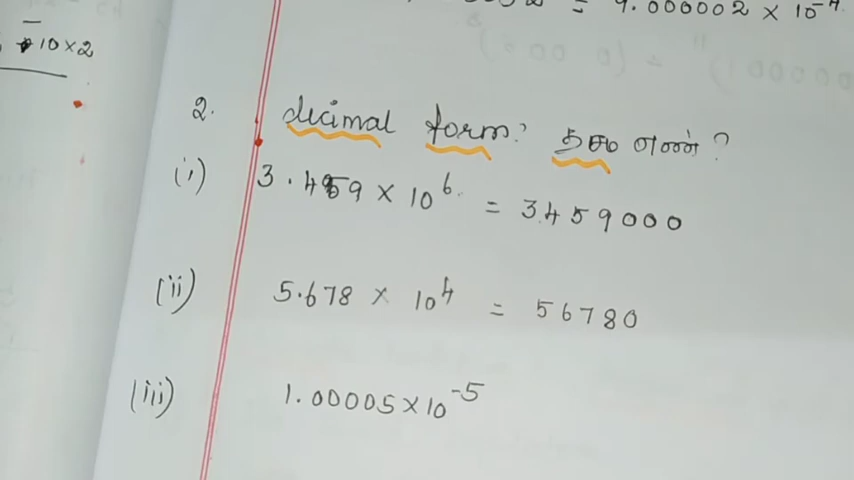 = 9.000002 × 10⁻⁴
10×2
2. decimal form? தசம எண்?
(i) 3.459 × 10⁶ = 3459000
(ii) 5.678 × 10⁴ = 56780
(iii) 1.00005×10⁻⁵